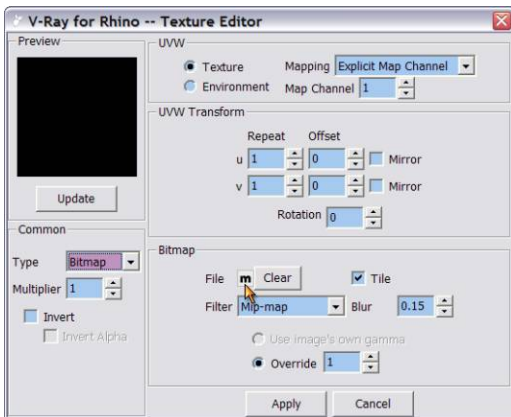 V-Ray for Rhino -- Texture Editor
Preview
Update
Common
Type Bitmap
Multiplier 1
Invert
Invert Alpha
UVW
Texture Mapping Explicit Map Channel
Environment Map Channel 1
UVW Transform
Repeat Offset
u 1 0 Mirror
v 1 0 Mirror
Rotation 0
Bitmap
File m Clear Tile
Filter Mip-map Blur 0.15
Use image's own gamma
Override 1
Apply Cancel